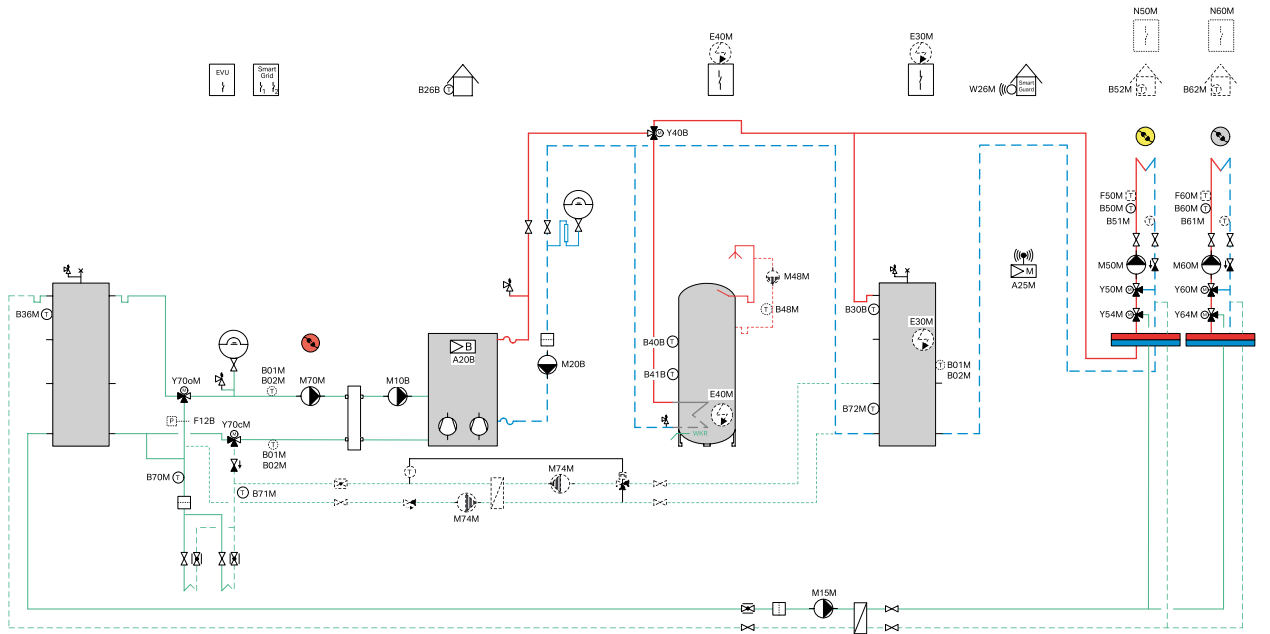 N50M
N60M
E40M
E30M
EVU
Smart
Grid
1 2
B26B
T
W26M
Smart
Guard
B52M
T
B62M
T
M
Y40B
F50M T
B50M T
B51M
T
F60M T
B60M T
B61M
T
M48M
M
A25M
M50M
M60M
B36M
T
T
B48M
B30B
T
Y50M M
Y60M M
Y54M M
Y64M M
E30M
B
A20B
B40B T
M20B
B01M
B02M
T
T
B01M
B02M
B41B T
Y70oM
M
M70M
M10B
E40M
B72M
T
P
F12B
Y70cM
M
WKB
T
B01M
B02M
B70M
T
T
M74M
T
B71M
M
M74M
M15M